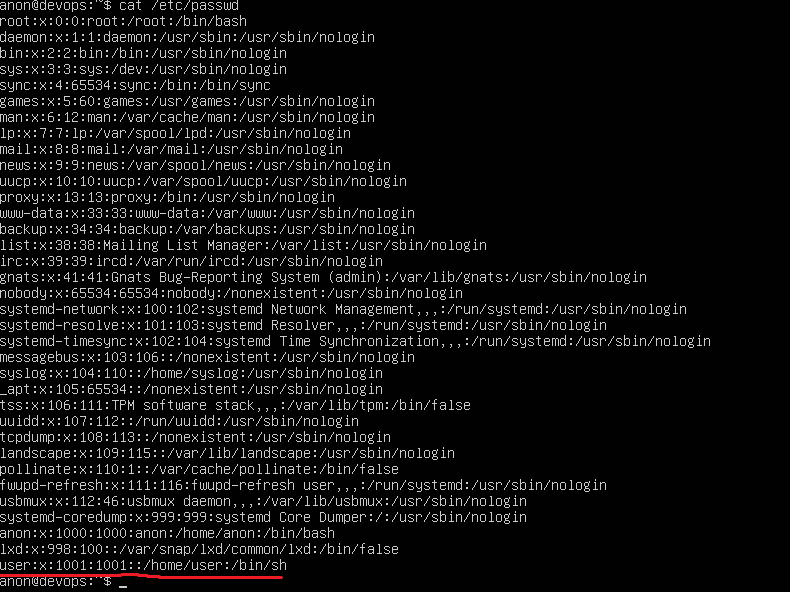 anon@devops:~$ cat /etc/passwd
root:x:0:0:root:/root:/bin/bash
daemon:x:1:1:daemon:/usr/sbin:/usr/sbin/nologin
bin:x:2:2:bin:/bin:/usr/sbin/nologin
sys:x:3:3:sys:/dev:/usr/sbin/nologin
sync:x:4:65534:sync:/bin:/bin/sync
games:x:5:60:games:/usr/games:/usr/sbin/nologin
man:x:6:12:man:/var/cache/man:/usr/sbin/nologin
lp:x:7:7:lp:/var/spool/lpd:/usr/sbin/nologin
mail:x:8:8:mail:/var/mail:/usr/sbin/nologin
news:x:9:9:news:/var/spool/news:/usr/sbin/nologin
uucp:x:10:10:uucp:/var/spool/uucp:/usr/sbin/nologin
proxy:x:13:13:proxy:/bin:/usr/sbin/nologin
www-data:x:33:33:www-data:/var/www:/usr/sbin/nologin
backup:x:34:34:backup:/var/backups:/usr/sbin/nologin
list:x:38:38:Mailing List Manager:/var/list:/usr/sbin/nologin
irc:x:39:39:ircd:/var/run/ircd:/usr/sbin/nologin
gnats:x:41:41:Gnats Bug-Reporting System (admin):/var/lib/gnats:/usr/sbin/nologin
nobody:x:65534:65534:nobody:/nonexistent:/usr/sbin/nologin
systemd-network:x:100:102:systemd Network Management,,,:/run/systemd:/usr/sbin/nologin
systemd-resolve:x:101:103:systemd Resolver,,,:/run/systemd:/usr/sbin/nologin
systemd-timesync:x:102:104:systemd Time Synchronization,,,:/run/systemd:/usr/sbin/nologin
messagebus:x:103:106::/nonexistent:/usr/sbin/nologin
syslog:x:104:110::/home/syslog:/usr/sbin/nologin
_apt:x:105:65534::/nonexistent:/usr/sbin/nologin
tss:x:106:111:TPM software stack,,,:/var/lib/tpm:/bin/false
uuidd:x:107:112::/run/uuidd:/usr/sbin/nologin
tcpdump:x:108:113::/nonexistent:/usr/sbin/nologin
landscape:x:109:115::/var/lib/landscape:/usr/sbin/nologin
pollinate:x:110:1::/var/cache/pollinate:/bin/false
fwupd-refresh:x:111:116:fwupd-refresh user,,,:/run/systemd:/usr/sbin/nologin
usbmux:x:112:46:usbmux daemon,,,:/var/lib/usbmux:/usr/sbin/nologin
systemd-coredump:x:999:999:systemd Core Dumper:/:/usr/sbin/nologin
anon:x:1000:1000:anon:/home/anon:/bin/bash
lxd:x:998:100::/var/snap/lxd/common/lxd:/bin/false
user:x:1001:1001::/home/user:/bin/sh
anon@devops:~$ _